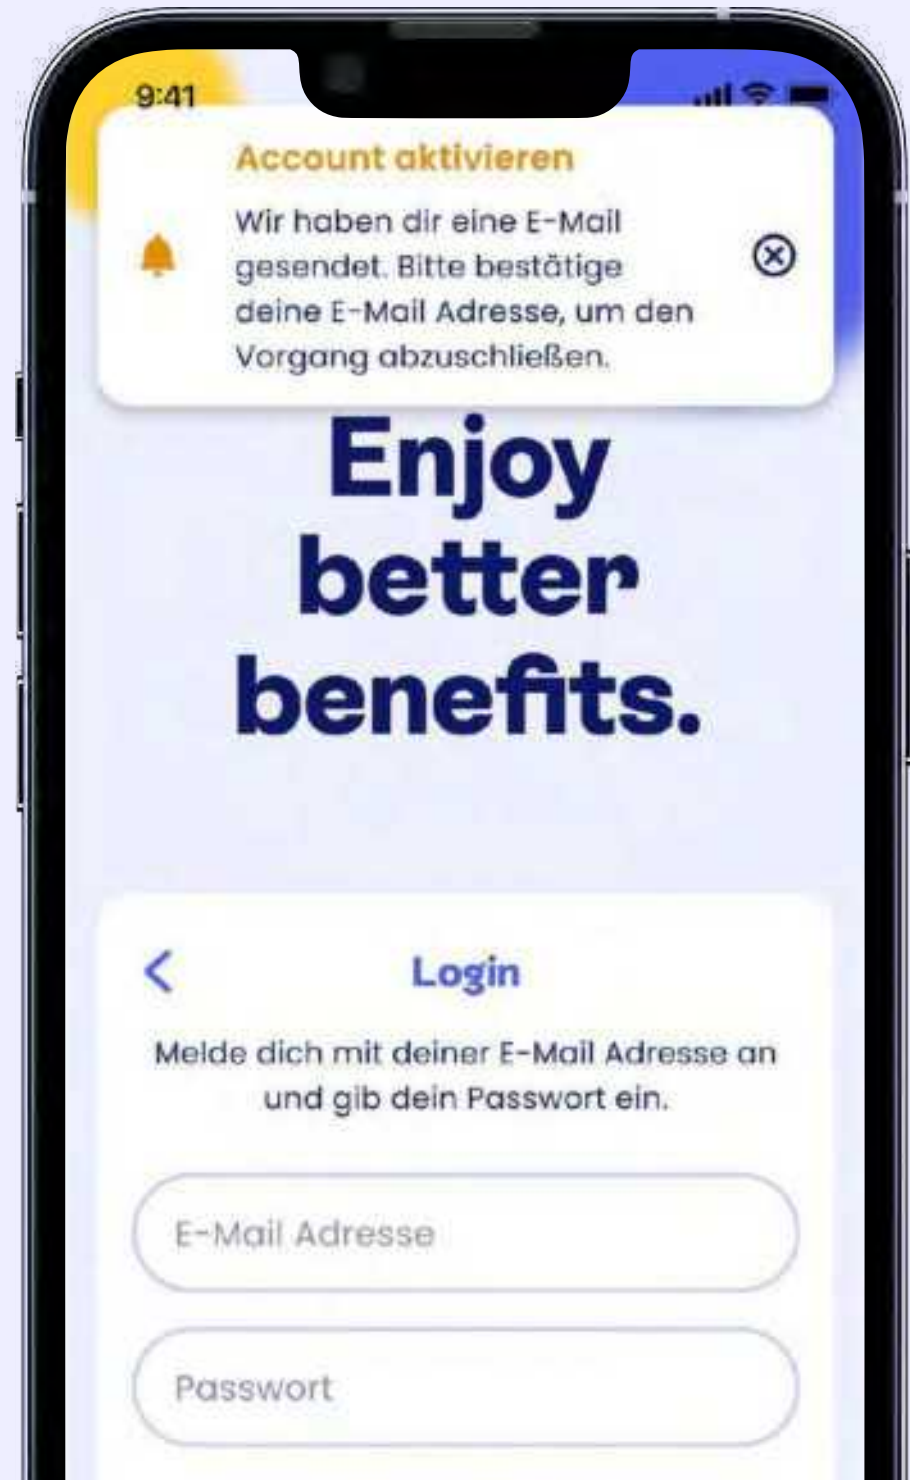 9:41
Account aktivieren
Wir haben dir eine E-Mail
gesendet. Bitte bestätige
deine E-Mail Adresse, um den
Vorgang abzuschließen.
Enjoy
better
benefits.
Login
Melde dich mit deiner E-Mail Adresse an
und gib dein Passwort ein.
E-Mail Adresse
Passwort